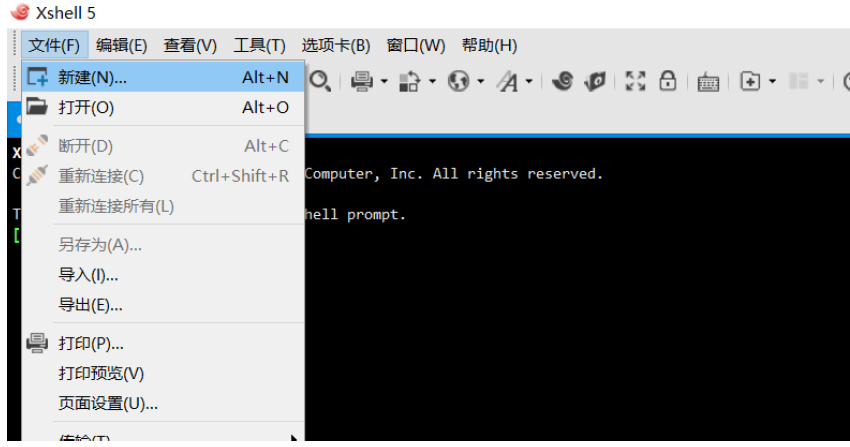 Xshell 5
文件(F) 编辑(E) 查看(V) 工具(T) 选项卡(B) 窗口(W) 帮助(H)
新建(N)... Alt+N
打开(O) Alt+O
断开(D) Alt+C
X
重新连接(C) Ctrl+Shift+R
C Computer, Inc. All rights reserved.
重新连接所有(L)
T hell prompt.
[
另存为(A)...
导入(I)...
导出(E)...
打印(P)...
打印预览(V)
页面设置(U)...
传输(T)